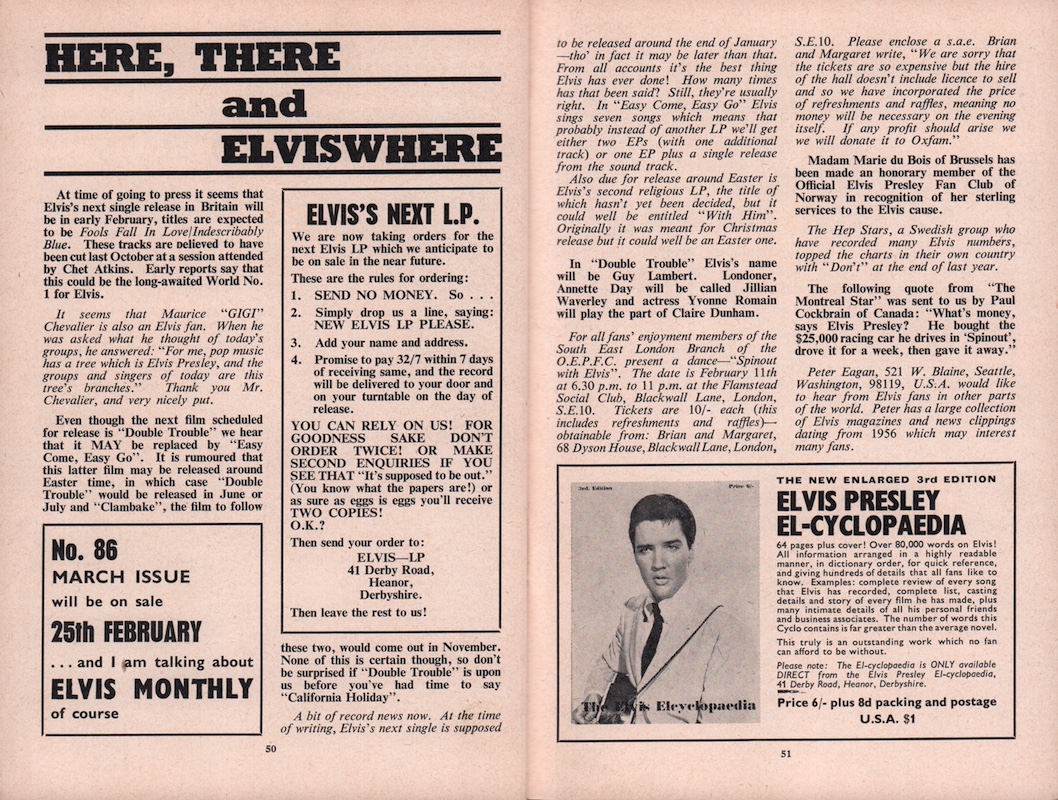 HERE, THERE
and
ELVISWHERE
At time of going to press it seems that
Elvis's next single release in Britain will
be in early February, titles are expected
to be Fools Fall In Love/Indescribably
Blue. These tracks are believed to have
been cut last October at a session attended
by Chet Atkins. Early reports say that
this could be the long-awaited World No.
1 for Elvis.
It seems that Maurice "GIGI"
Chevalier is also an Elvis fan. When he
was asked what he thought of today's
groups, he answered: "For me, pop music
has a tree which is Elvis Presley, and the
groups and singers of today are this
tree's branches." Thank you Mr.
Chevalier, and very nicely put.
Even though the next film scheduled
for release is "Double Trouble" we hear
that it MAY be replaced by "Easy
Come, Easy Go". It is rumoured that
this latter film may be released around
Easter time, in which case "Double
Trouble" would be released in June or
July and "Clambake", the film to follow
No. 86
MARCH ISSUE
will be on sale
25th FEBRUARY
... and I am talking about
ELVIS MONTHLY
of course
ELVIS'S NEXT L.P.
We are now taking orders for the
next Elvis LP which we anticipate to
be on sale in the near future.
These are the rules for ordering:
1. SEND NO MONEY. So . . .
2. Simply drop us a line, saying:
NEW ELVIS LP PLEASE.
3. Add your name and address.
4. Promise to pay 32/7 within 7 days
of receiving same, and the record
will be delivered to your door and
on your turntable on the day of
release.
YOU CAN RELY ON US! FOR
GOODNESS SAKE DON'T
ORDER TWICE! OR MAKE
SECOND ENQUIRIES IF YOU
SEE THAT "It's supposed to be out."
(You know what the papers are!) or
as sure as eggs is eggs you'll receive
TWO COPIES!
O.K.?
Then send your order to:
ELVIS—LP
41 Derby Road,
Heanor,
Derbyshire.
Then leave the rest to us!
these two, would come out in November.
None of this is certain though, so don't
be surprised if "Double Trouble" is upon
us before you've had time to say
"California Holiday".
A bit of record news now. At the time
of writing, Elvis's next single is supposed
50
to be released around the end of January
—tho' in fact it may be later than that.
From all accounts it's the best thing
Elvis has ever done! How many times
has that been said? Still, they're usually
right. In "Easy Come, Easy Go" Elvis
sings seven songs which means that
probably instead of another LP we'll get
either two EPs (with one additional
track) or one EP plus a single release
from the sound track.
Also due for release around Easter is
Elvis's second religious LP, the title of
which hasn't yet been decided, but it
could well be entitled "With Him".
Originally it was meant for Christmas
release but it could well be an Easter one.
In "Double Trouble" Elvis's name
will be Guy Lambert. Londoner,
Annette Day will be called Jillian
Waverley and actress Yvonne Romain
will play the part of Claire Dunham.
For all fans' enjoyment members of the
South East London Branch of the
O.E.P.F.C. present a dance—"Spinout
with Elvis". The date is February 11th
at 6.30 p.m. to 11 p.m. at the Flamstead
Social Club, Blackwall Lane, London,
S.E.10. Tickets are 10/- each (this
includes refreshments and raffles)—
obtainable from: Brian and Margaret,
68 Dyson House, Blackwall Lane, London,
S.E.10. Please enclose a s.a.e. Brian
and Margaret write, "We are sorry that
the tickets are so expensive but the hire
of the hall doesn't include licence to sell
and so we have incorporated the price
of refreshments and raffles, meaning no
money will be necessary on the evening
itself. If any profit should arise we
we will donate it to Oxfam."
Madam Marie du Bois of Brussels has
been made an honorary member of the
Official Elvis Presley Fan Club of
Norway in recognition of her sterling
services to the Elvis cause.
The Hep Stars, a Swedish group who
have recorded many Elvis numbers,
topped the charts in their own country
with "Don't" at the end of last year.
The following quote from "The
Montreal Star" was sent to us by Paul
Cockbrain of Canada: "What's money,
says Elvis Presley? He bought the
$25,000 racing car he drives in 'Spinout',
drove it for a week, then gave it away."
Peter Eagan, 521 W. Blaine, Seattle,
Washington, 98119, U.S.A. would like
to hear from Elvis fans in other parts
of the world. Peter has a large collection
of Elvis magazines and news clippings
dating from 1956 which may interest
many fans.
3rd. Edition Price 6/-
The Elvis Elcyclopaedia
THE NEW ENLARGED 3rd EDITION
ELVIS PRESLEY
EL-CYCLOPAEDIA
64 pages plus cover! Over 80,000 words on Elvis!
All information arranged in a highly readable
manner, in dictionary order, for quick reference,
and giving hundreds of details that all fans like to
know. Examples: complete review of every song
that Elvis has recorded, complete list, casting
details and story of every film he has made, plus
many intimate details of all his personal friends
and business associates. The number of words this
Cyclo contains is far greater than the average novel.
This truly is an outstanding work which no fan
can afford to be without.
Please note: The El-cyclopaedia is ONLY available
DIRECT from the Elvis Presley El-cyclopaedia,
41 Derby Road, Heanor, Derbyshire.
Price 6/- plus 8d packing and postage
U.S.A. $1
51